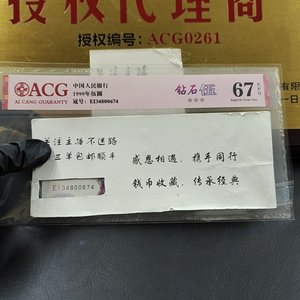 授权代理商
授权编号：ACG0261
ACG
AI CANG GUARANTY
中国人民银行
1999年伍圆
冠号：EI34800674
钻石
☆☆☆
67
EPQ
Superb Gem Unc
有限
关注主播不迷路
三单包邮顺丰
感恩相遇，携手同行
钱币收藏，传承经典
EI34800674